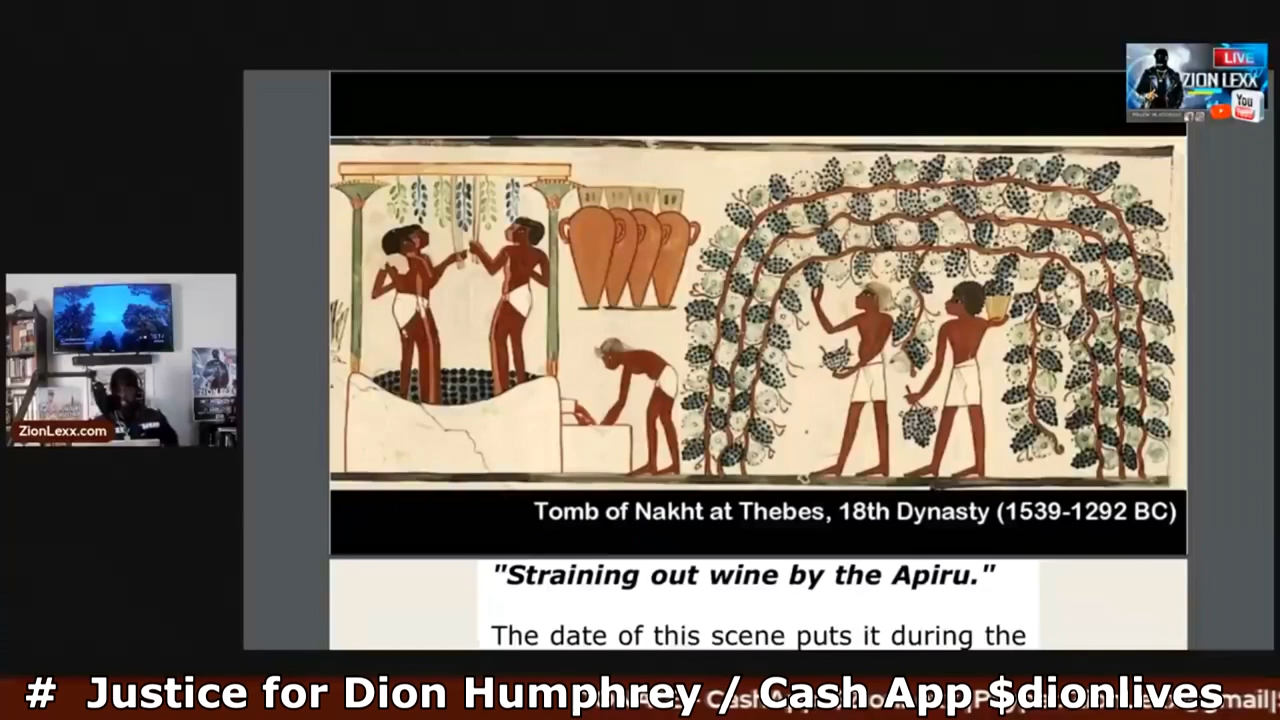 LIVE
ZION LEXX
You
Tomb of Nakht at Thebes, 18th Dynasty (1539-1292 BC)
"Straining out wine by the Apiru."
The date of this scene puts it during the
ZionLexx.com
# Justice for Dion Humphrey / Cash App $dionlives